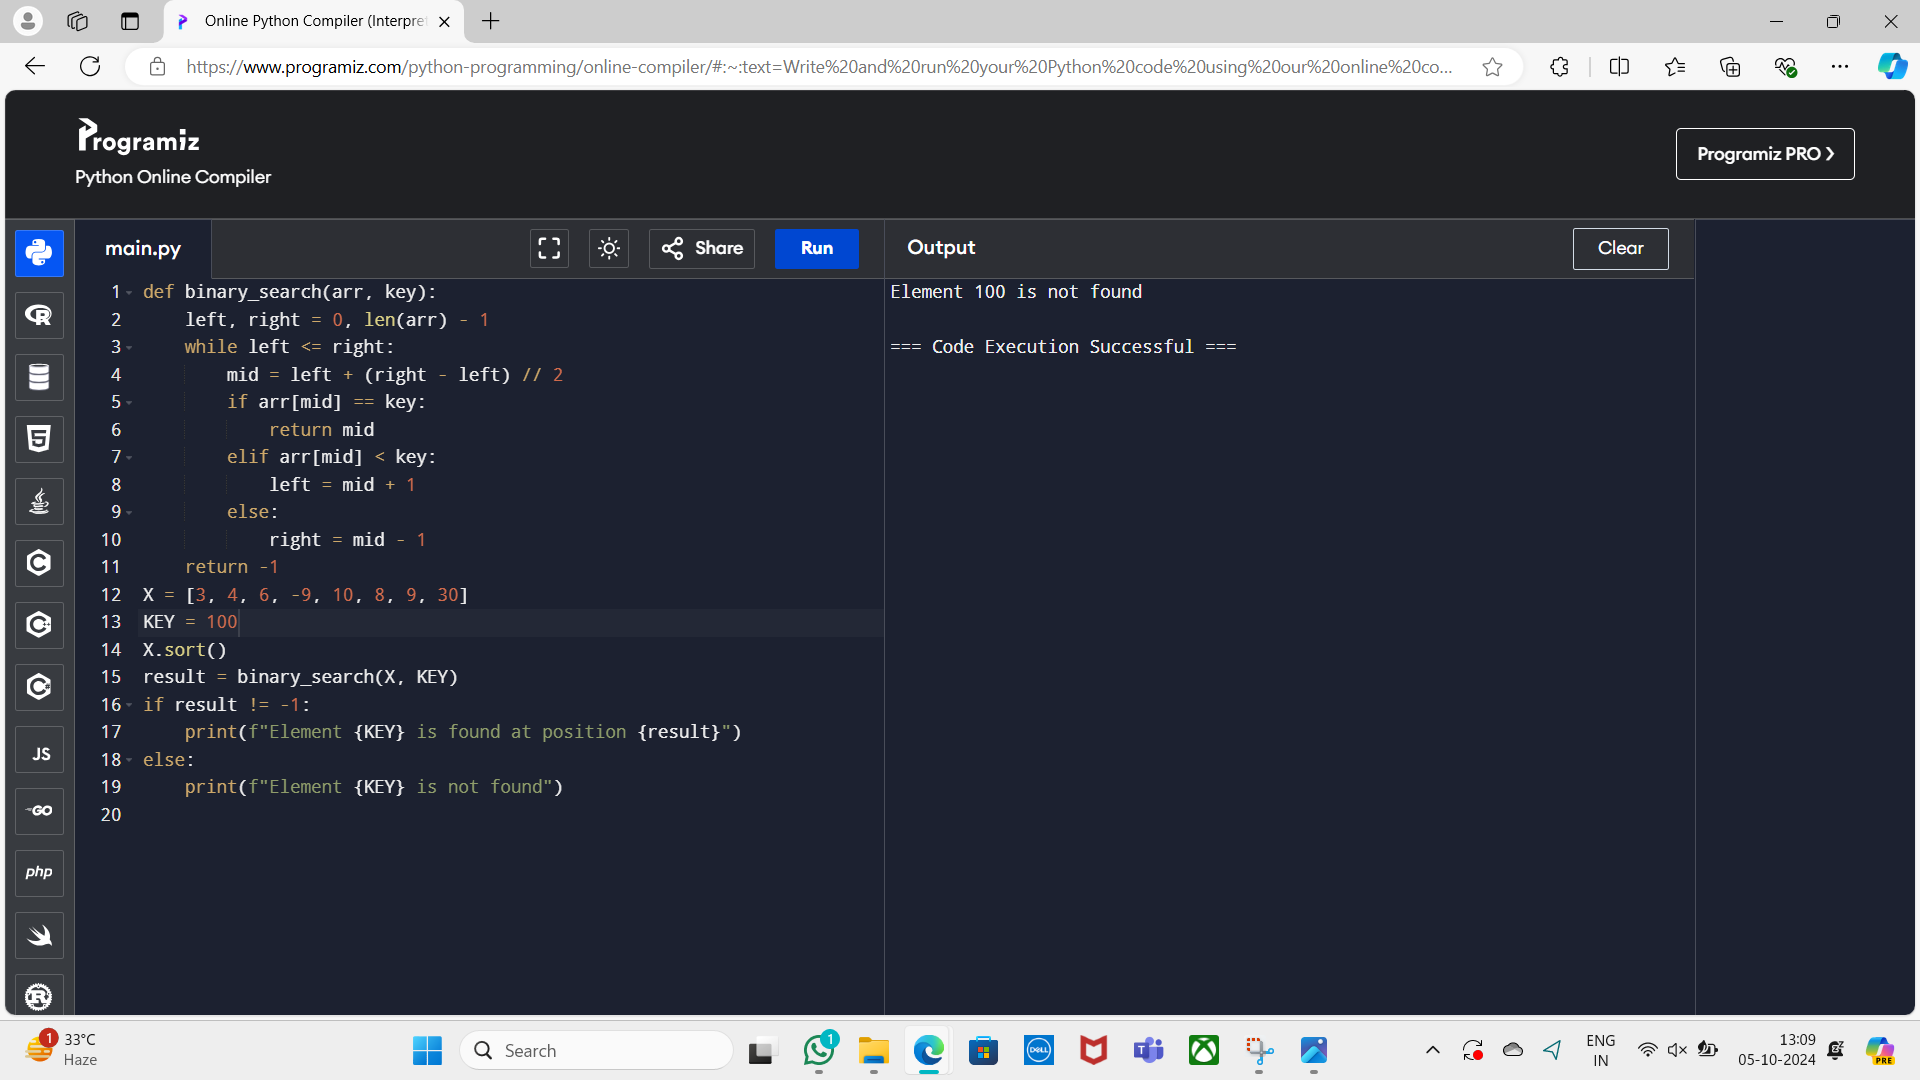 Online Python Compiler (Interpret
https://www.programiz.com/python-programming/online-compiler/#:~:text=Write%20and%20run%20your%20Python%20code%20using%20our%20online%20co...
Programiz
Python Online Compiler
Programiz PRO ❯
main.py
Share
Run
Output
Clear
1 def binary_search(arr, key):
2     left, right = 0, len(arr) - 1
3     while left <= right:
4         mid = left + (right - left) // 2
5         if arr[mid] == key:
6             return mid
7         elif arr[mid] < key:
8             left = mid + 1
9         else:
10             right = mid - 1
11     return -1
12 X = [3, 4, 6, -9, 10, 8, 9, 30]
13 KEY = 100
14 X.sort()
15 result = binary_search(X, KEY)
16 if result != -1:
17     print(f"Element {KEY} is found at position {result}")
18 else:
19     print(f"Element {KEY} is not found")
20
Element 100 is not found
=== Code Execution Successful ===
JS
GO
php
1
33°C
Haze
Search
1
DELL
ENG
IN
13:09
05-10-2024
PRE